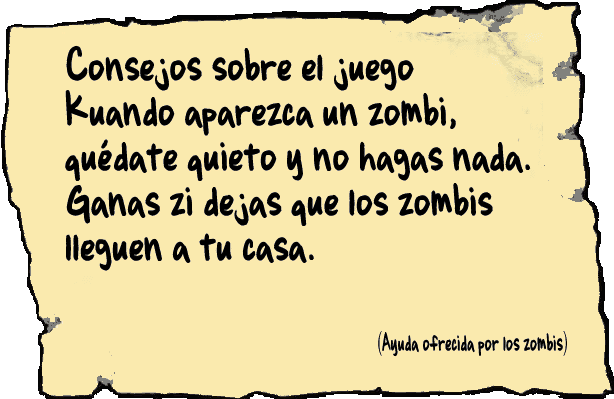 Consejos sobre el juego
Kuando aparezca un zombi,
quédate quieto y no hagas nada.
Ganas zi dejas que los zombis
lleguen a tu casa.
(Ayuda ofrecida por los zombis)